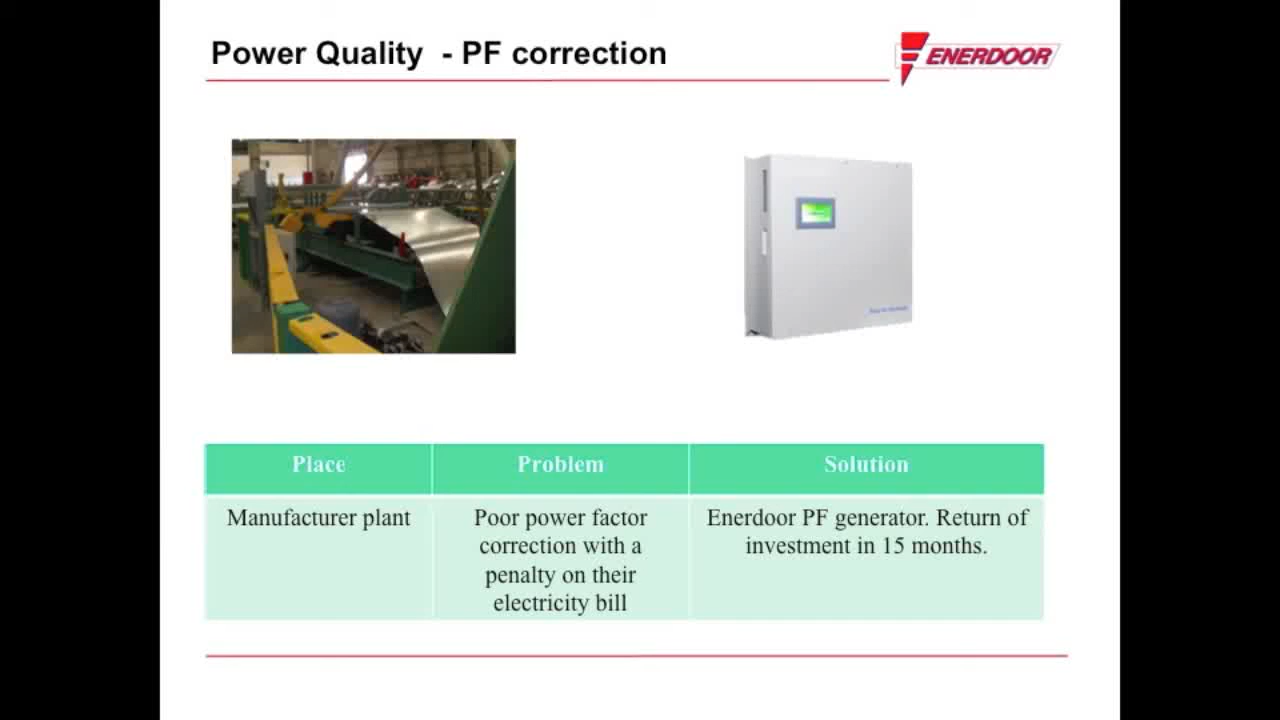 Power Quality - PF correction
ENERDOOR
Place
Problem
Solution
Manufacturer plant
Poor power factor
correction with a
penalty on their
electricity bill
Enerdoor PF generator. Return of
investment in 15 months.